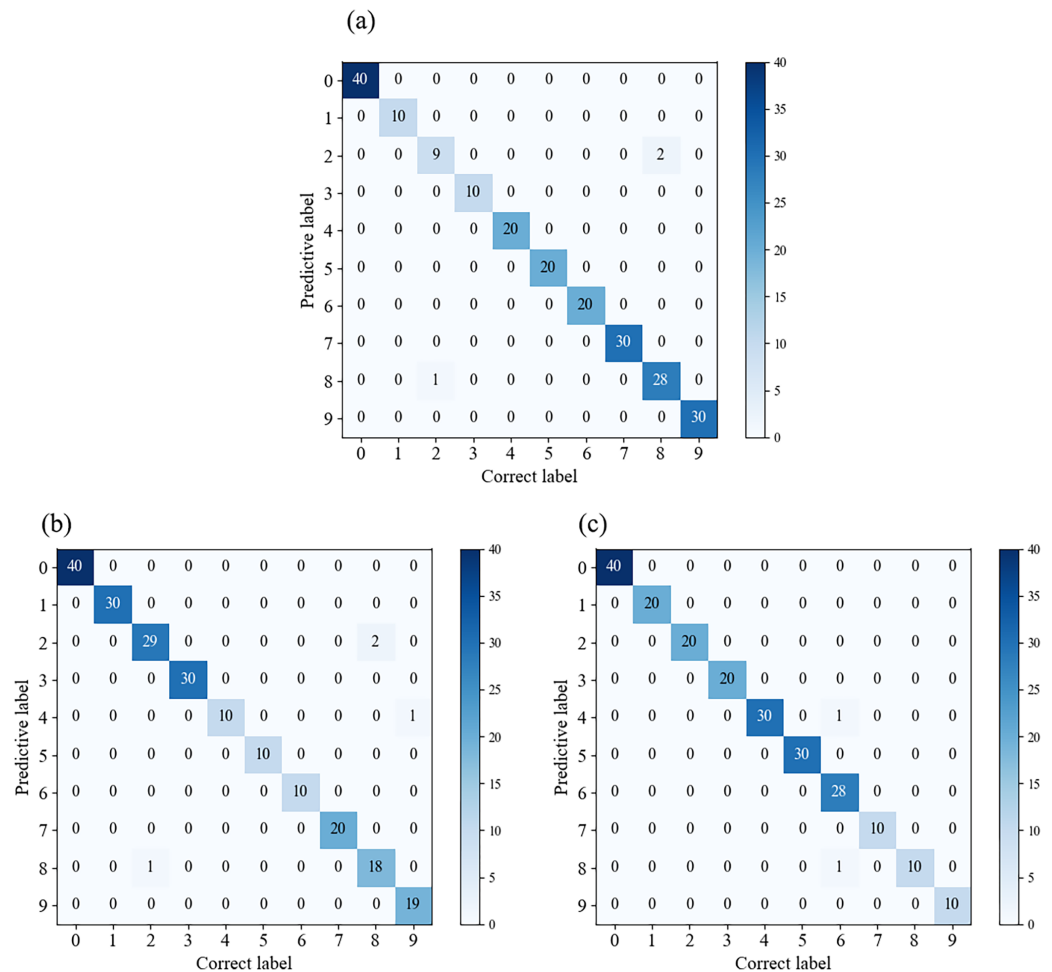 (a)
0 40 0 0 0 0 0 0 0 0 0
1 0 10 0 0 0 0 0 0 0 0
2 0 0 9 0 0 0 0 0 2 0
3 0 0 0 10 0 0 0 0 0 0
4 0 0 0 0 20 0 0 0 0 0
5 0 0 0 0 0 20 0 0 0 0
6 0 0 0 0 0 0 20 0 0 0
7 0 0 0 0 0 0 0 30 0 0
8 0 0 1 0 0 0 0 0 28 0
9 0 0 0 0 0 0 0 0 0 30
0 1 2 3 4 5 6 7 8 9
Correct label
Predictive label
40
35
30
25
20
15
10
5
0
(b)
0 40 0 0 0 0 0 0 0 0 0
1 0 30 0 0 0 0 0 0 0 0
2 0 0 29 0 0 0 0 0 2 0
3 0 0 0 30 0 0 0 0 0 0
4 0 0 0 0 10 0 0 0 0 1
5 0 0 0 0 0 10 0 0 0 0
6 0 0 0 0 0 0 10 0 0 0
7 0 0 0 0 0 0 0 20 0 0
8 0 0 1 0 0 0 0 0 18 0
9 0 0 0 0 0 0 0 0 0 19
0 1 2 3 4 5 6 7 8 9
Correct label
Predictive label
40
35
30
25
20
15
10
5
0
(c)
0 40 0 0 0 0 0 0 0 0 0
1 0 20 0 0 0 0 0 0 0 0
2 0 0 20 0 0 0 0 0 0 0
3 0 0 0 20 0 0 0 0 0 0
4 0 0 0 0 30 0 1 0 0 0
5 0 0 0 0 0 30 0 0 0 0
6 0 0 0 0 0 0 28 0 0 0
7 0 0 0 0 0 0 0 10 0 0
8 0 0 0 0 0 0 1 0 10 0
9 0 0 0 0 0 0 0 0 0 10
0 1 2 3 4 5 6 7 8 9
Correct label
Predictive label
40
35
30
25
20
15
10
5
0